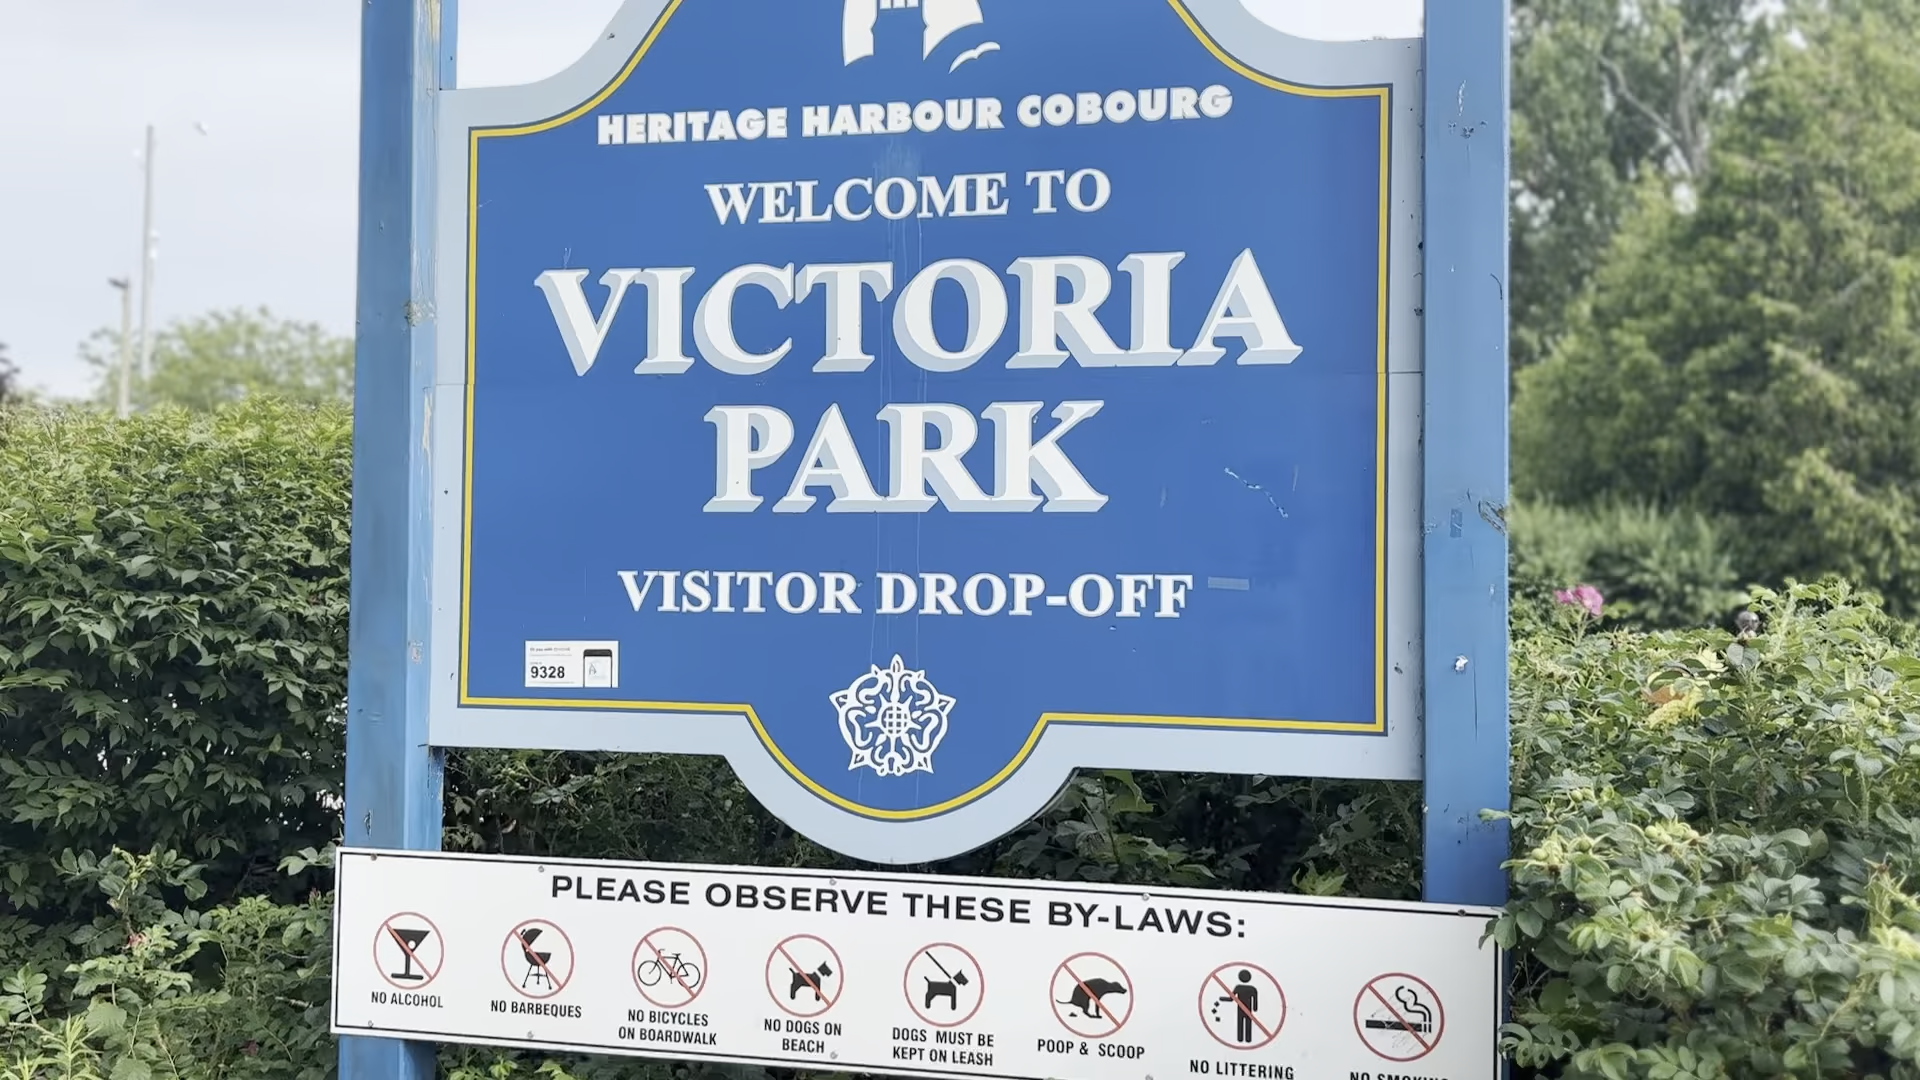 HERITAGE HARBOUR COBOURG
WELCOME TO
VICTORIA
PARK
VISITOR DROP-OFF
9328
PLEASE OBSERVE THESE BY-LAWS:
NO ALCOHOL
NO BARBEQUES
NO BICYCLES
ON BOARDWALK
NO DOGS ON
BEACH
DOGS MUST BE
KEPT ON LEASH
POOP & SCOOP
NO LITTERING
NO SMOKING